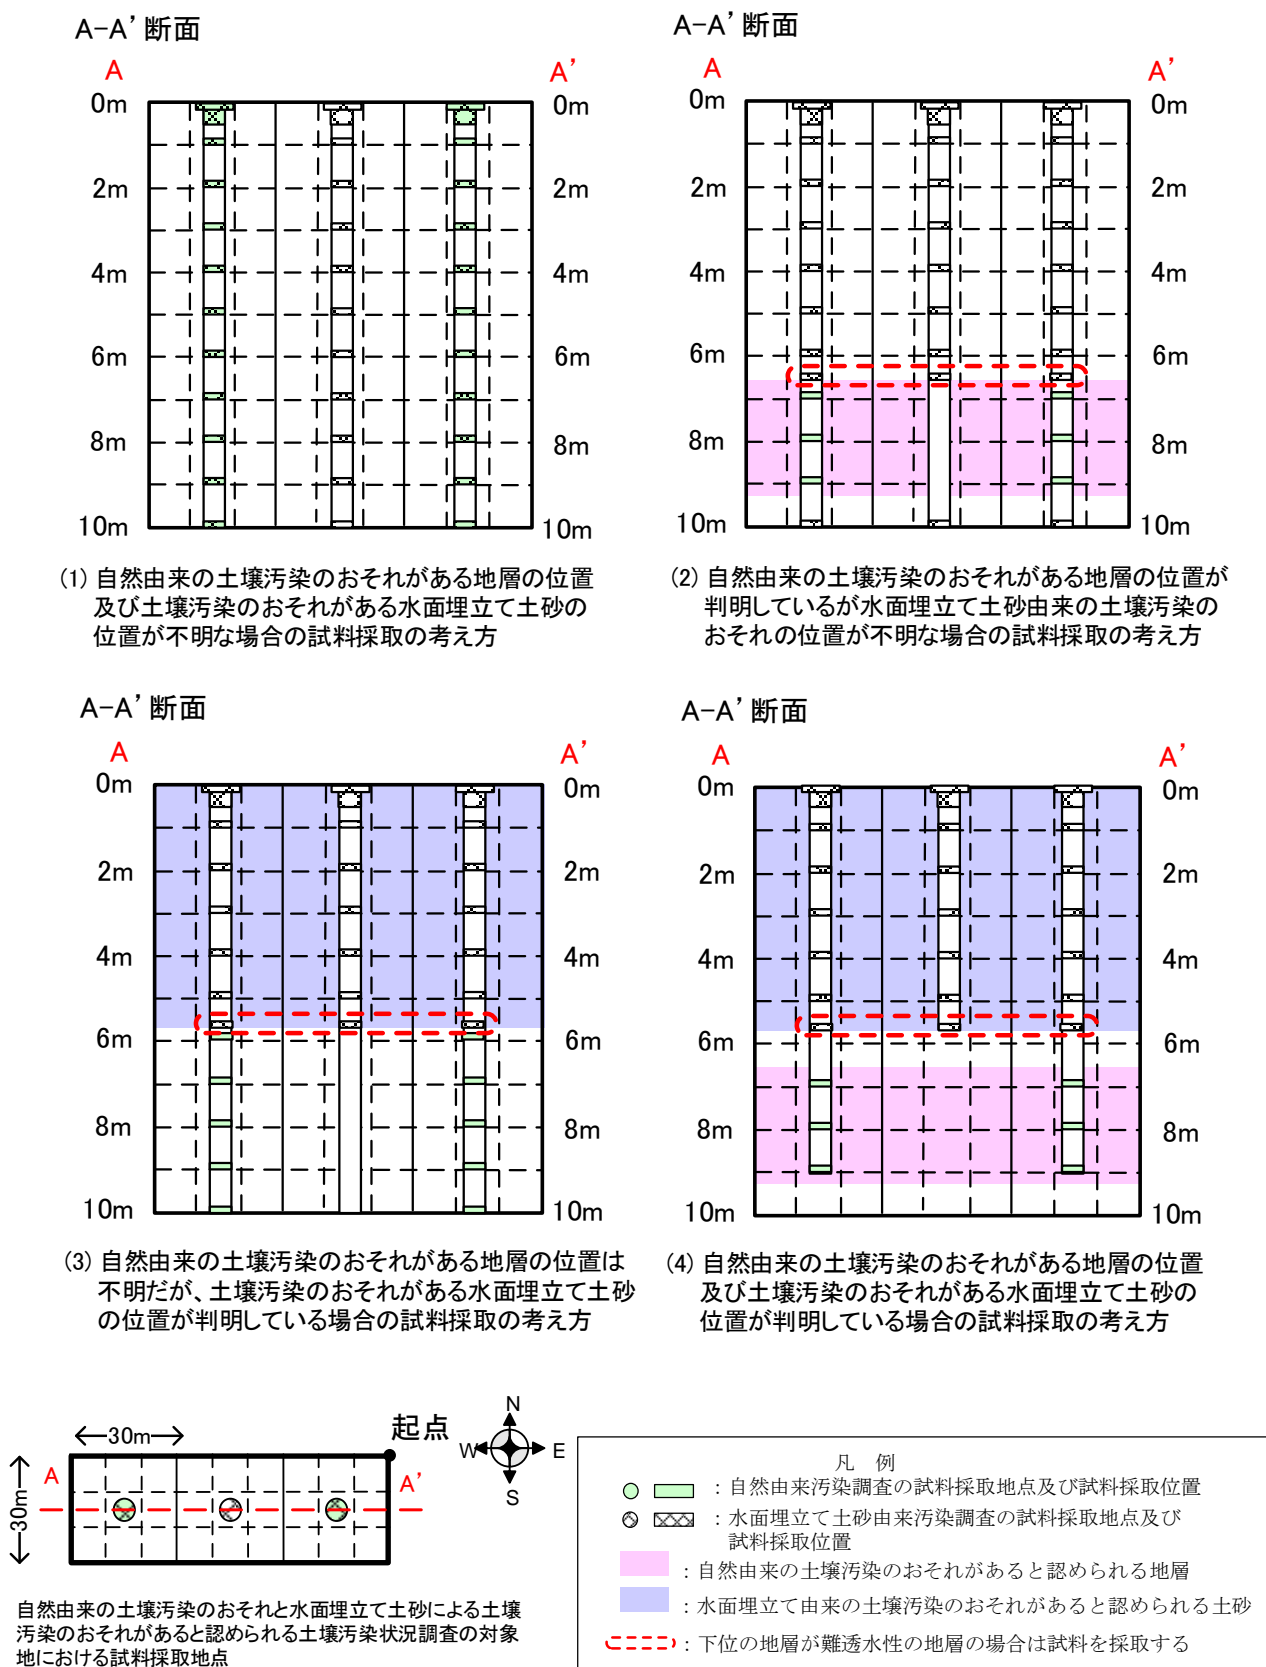 A-A’断面
A
A’
0m
2m
4m
6m
8m
10m
0m
2m
4m
6m
8m
10m
(1) 自然由来の土壌汚染のおそれがある地層の位置
及び土壌汚染のおそれがある水面埋立て土砂の
位置が不明な場合の試料採取の考え方
A-A’断面
A
A’
0m
2m
4m
6m
8m
10m
0m
2m
4m
6m
8m
10m
(2) 自然由来の土壌汚染のおそれがある地層の位置が
判明しているが水面埋立て土砂由来の土壌汚染の
おそれの位置が不明な場合の試料採取の考え方
A-A’断面
A
A’
0m
2m
4m
6m
8m
10m
0m
2m
4m
6m
8m
10m
(3) 自然由来の土壌汚染のおそれがある地層の位置は
不明だが、土壌汚染のおそれがある水面埋立て土砂
の位置が判明している場合の試料採取の考え方
A-A’断面
A
A’
0m
2m
4m
6m
8m
10m
0m
2m
4m
6m
8m
10m
(4) 自然由来の土壌汚染のおそれがある地層の位置
及び土壌汚染のおそれがある水面埋立て土砂の
位置が判明している場合の試料採取の考え方
30m
起点
30m
A
A’
N
W
E
S
自然由来の土壌汚染のおそれと水面埋立て土砂による土壌
汚染のおそれがあると認められる土壌汚染状況調査の対象
地における試料採取地点
凡 例
：自然由来汚染調査の試料採取地点及び試料採取位置
：水面埋立て土砂由来汚染調査の試料採取地点及び
試料採取位置
：自然由来の土壌汚染のおそれがあると認められる地層
：水面埋立て由来の土壌汚染のおそれがあると認められる土砂
：下位の地層が難透水性の地層の場合は試料を採取する